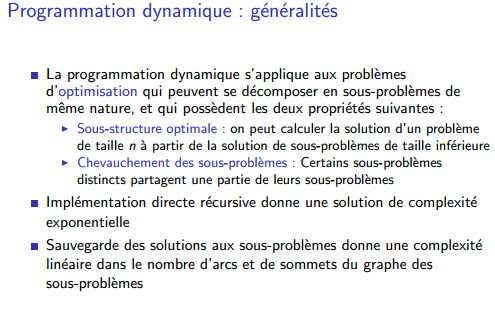 Programmation dynamique : généralités
La programmation dynamique s'applique aux problèmes
d'optimisation qui peuvent se décomposer en sous-problèmes de
même nature, et qui possèdent les deux propriétés suivantes :
Sous-structure optimale : on peut calculer la solution d'un problème
de taille n à partir de la solution de sous-problèmes de taille inférieure
Chevauchement des sous-problèmes : Certains sous-problèmes
distincts partagent une partie de leurs sous-problèmes
Implémentation directe récursive donne une solution de complexité
exponentielle
Sauvegarde des solutions aux sous-problèmes donne une complexité
linéaire dans le nombre d'arcs et de sommets du graphe des
sous-problèmes